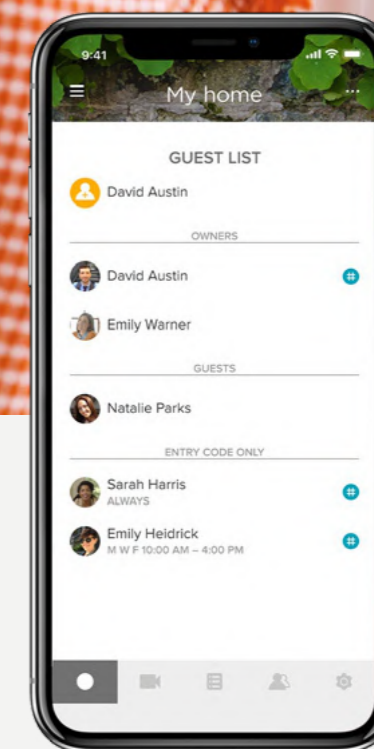 9:41
My home
GUEST LIST
David Austin
OWNERS
David Austin
#
Emily Warner
GUESTS
Natalie Parks
ENTRY CODE ONLY
Sarah Harris
ALWAYS
#
Emily Heidrick
M W F 10:00 AM – 4:00 PM
#